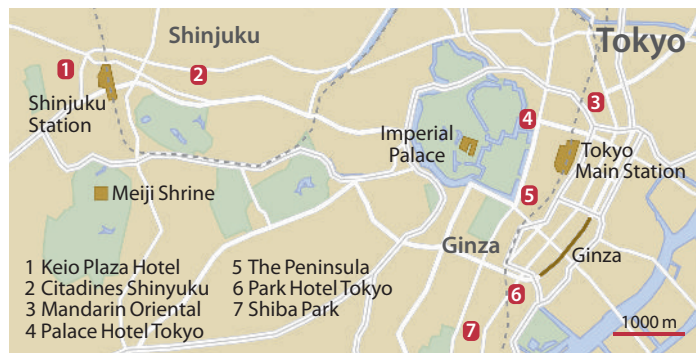 Shinjuku
Tokyo
1
2
Shinjuku
Station
3
4
Imperial
Palace
Tokyo
Main Station
Meiji Shrine
5
Ginza
Ginza
1 Keio Plaza Hotel
2 Citadines Shinyuku
3 Mandarin Oriental
4 Palace Hotel Tokyo
5 The Peninsula
6 Park Hotel Tokyo
7 Shiba Park
6
7
1000 m